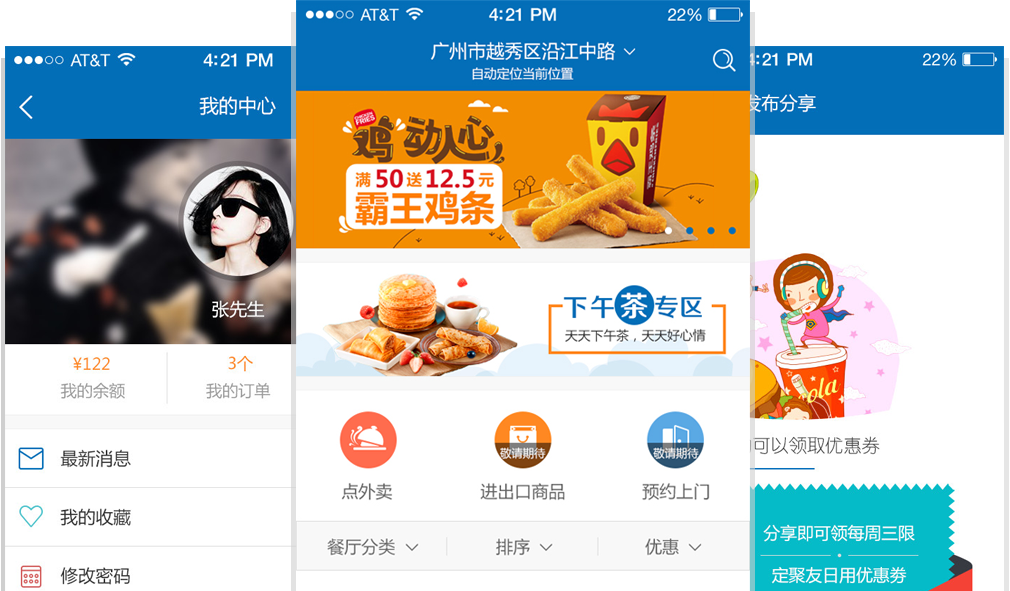 AT&T
4:21 PM
我的中心
张先生
¥122
3个
我的余额
我的订单
最新消息
我的收藏
修改密码
AT&T
4:21 PM
22%
广州市越秀区沿江中路
自动定位当前位置
CHICKEN FRIES
鸡动人心
满50送12.5元
霸王鸡条
下午茶专区
天天下午茶，天天好心情
敬请期待
敬请期待
点外卖
进出口商品
预约上门
餐厅分类
排序
优惠
4:21 PM
22%
发布分享
ola
可以领取优惠券
分享即可领每周三限
定聚友日用优惠券